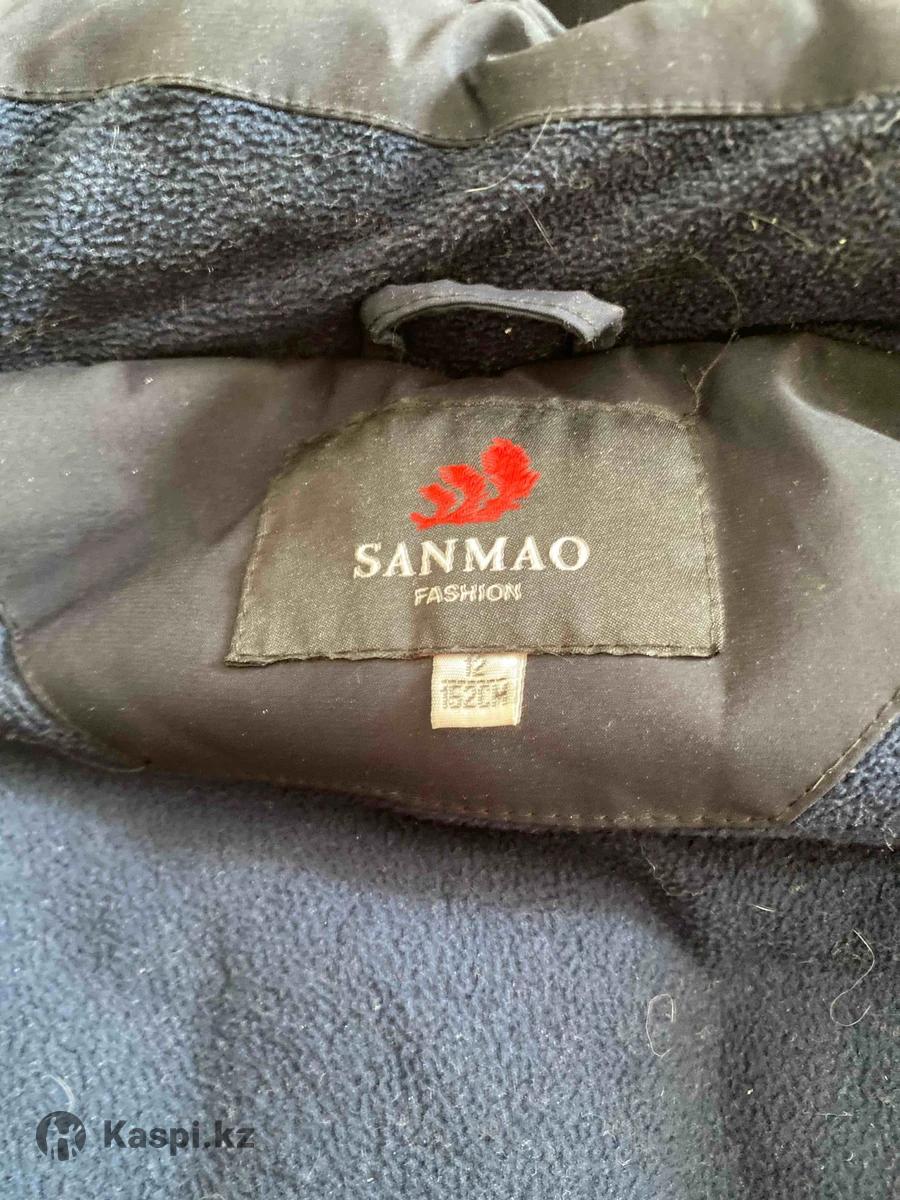 SANMAO
FASHION
12
152CM
Kaspi.kz